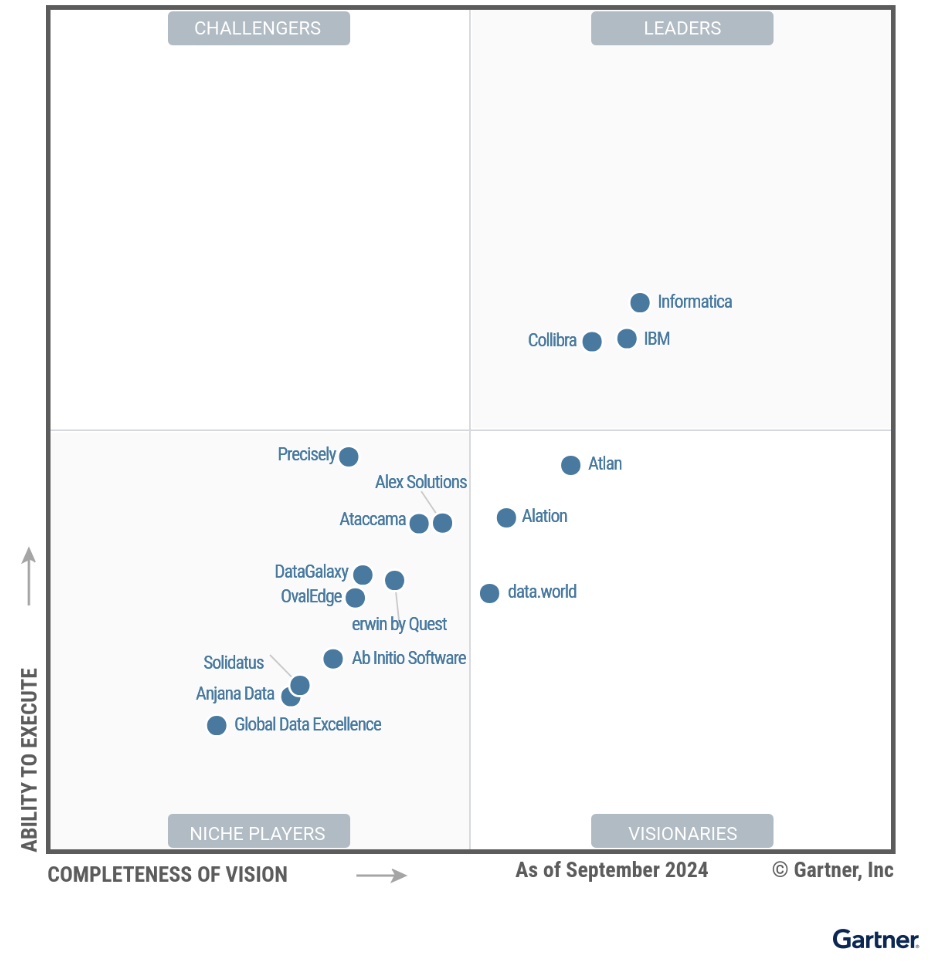 CHALLENGERS
LEADERS
Informatica
Collibra
IBM
Precisely
Atlan
Alex Solutions
Ataccama
Alation
DataGalaxy
OvalEdge
data.world
erwin by Quest
Solidatus
Ab Initio Software
Anjana Data
Global Data Excellence
NICHE PLAYERS
VISIONARIES
ABILITY TO EXECUTE
COMPLETENESS OF VISION
As of September 2024
© Gartner, Inc
Gartner.